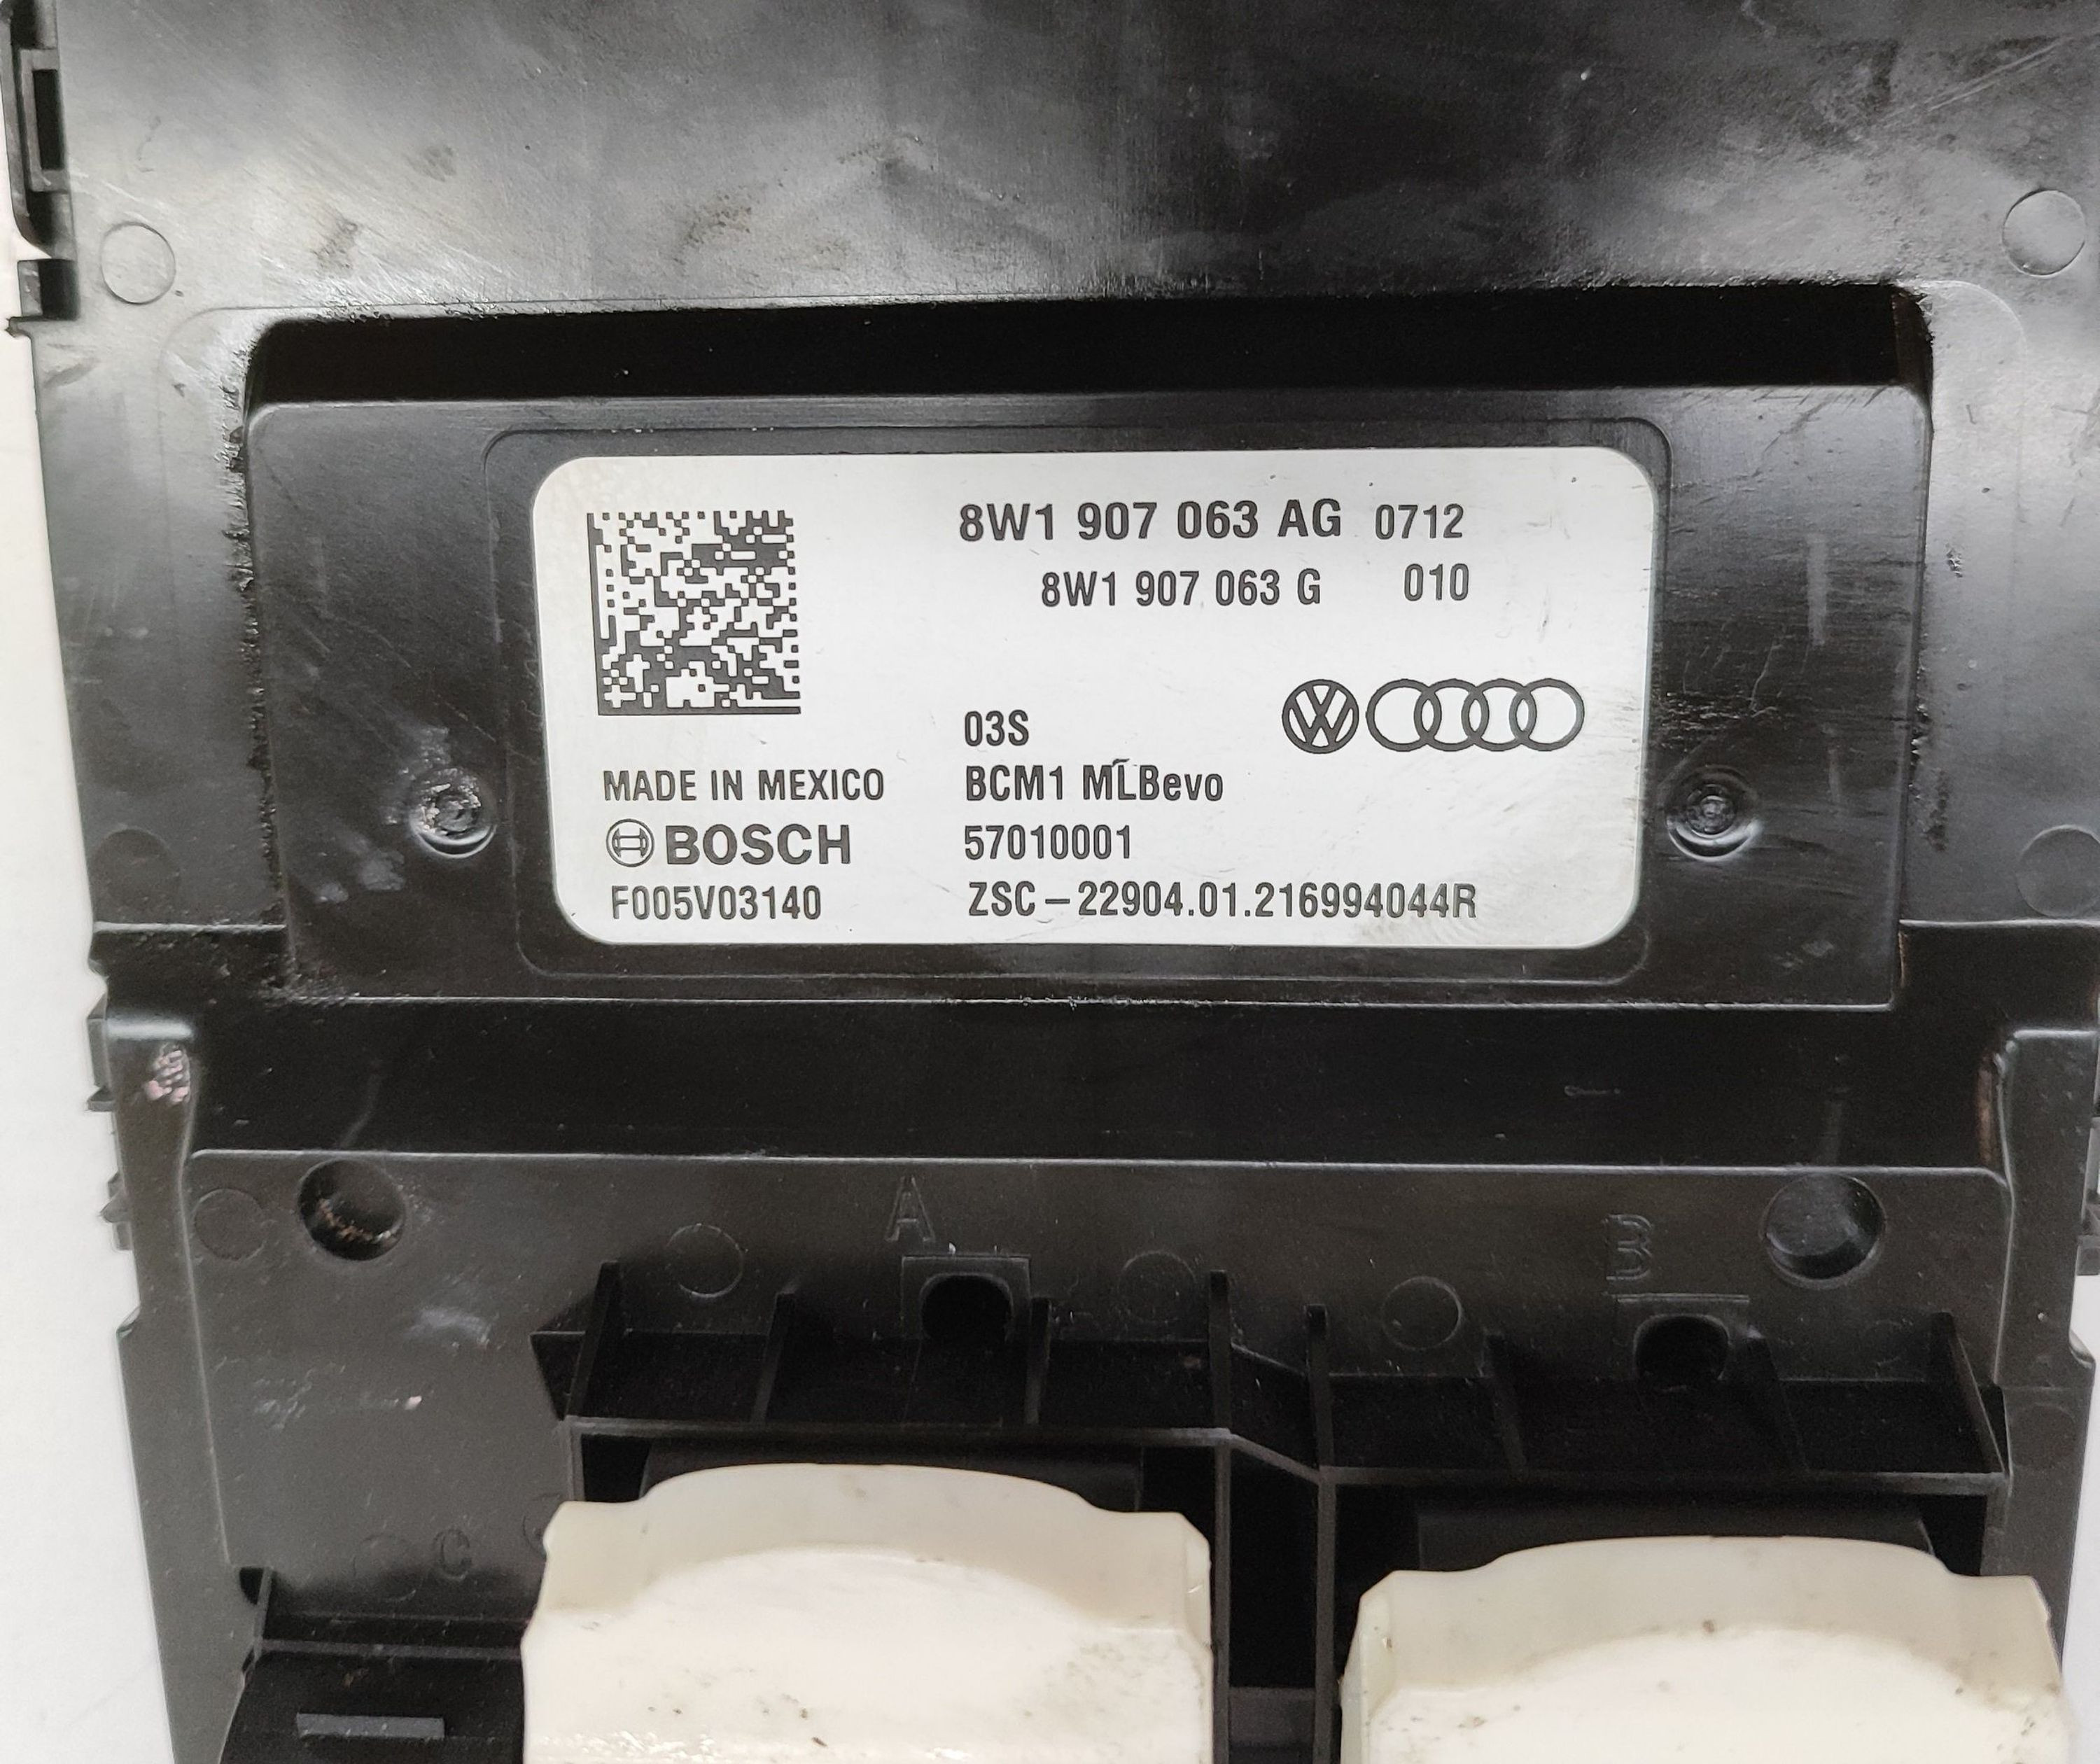 8W1 907 063 AG 0712
8W1 907 063 G 010
03S
MADE IN MEXICO BCM1 MLBevo
BOSCH 57010001
F005V03140 ZSC-22904.01.216994044R
A
B
C